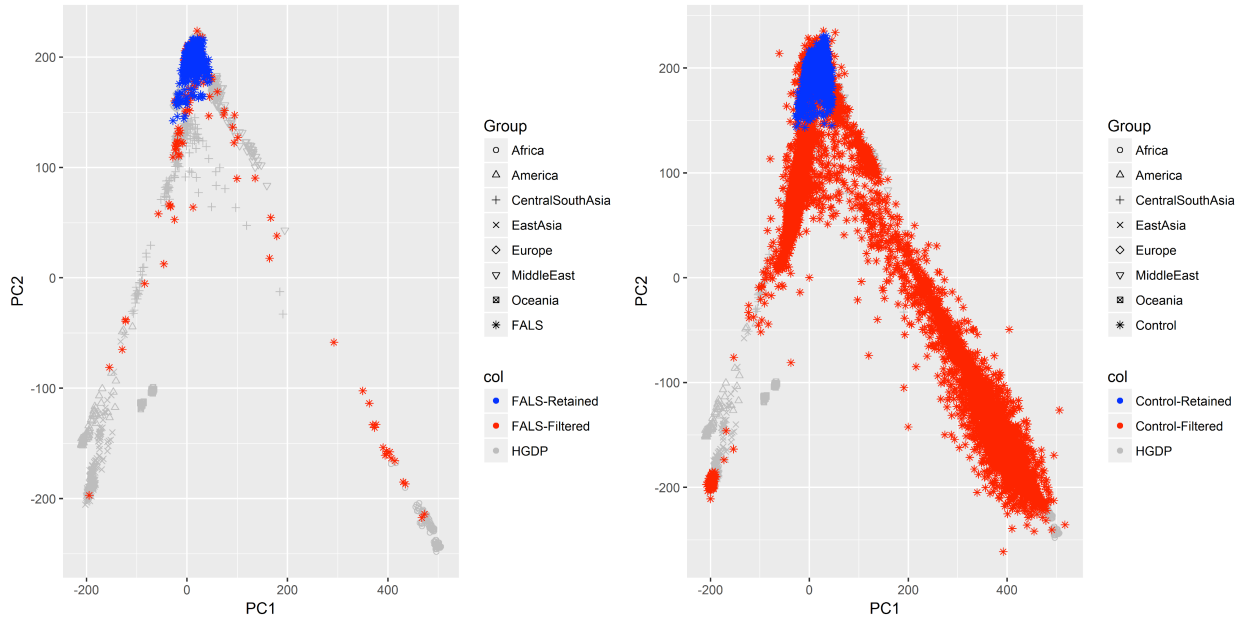 200
100
0
-100
-200
PC2
-200
0
200
400
PC1
Group
Africa
America
CentralSouthAsia
EastAsia
Europe
MiddleEast
Oceania
FALS
col
FALS-Retained
FALS-Filtered
HGDP
200
100
0
-100
-200
PC2
-200
0
200
400
PC1
Group
Africa
America
CentralSouthAsia
EastAsia
Europe
MiddleEast
Oceania
Control
col
Control-Retained
Control-Filtered
HGDP